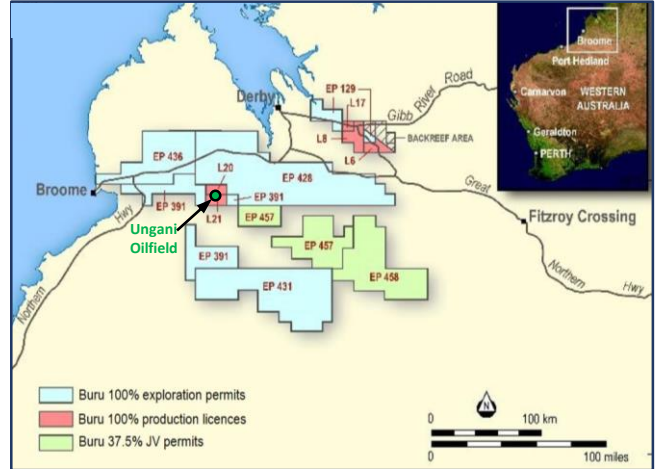 Broome
Port Hedland
Carnarvon
WESTERN
AUSTRALIA
Geraldton
PERTH
EP 129
L17
Derby
Gibb River Road
L8
BACKREEF AREA
L6
EP 436
L20
EP 428
Great
Broome
EP 391
EP 391
L21
EP 457
Fitzroy Crossing
Hwy
Ungani
Oilfield
EP 457
EP 391
EP 458
Northern
EP 431
Northern
Hwy
Buru 100% exploration permits
Buru 100% production licences
Buru 37.5% JV permits
N
0 100 km
0 100 miles